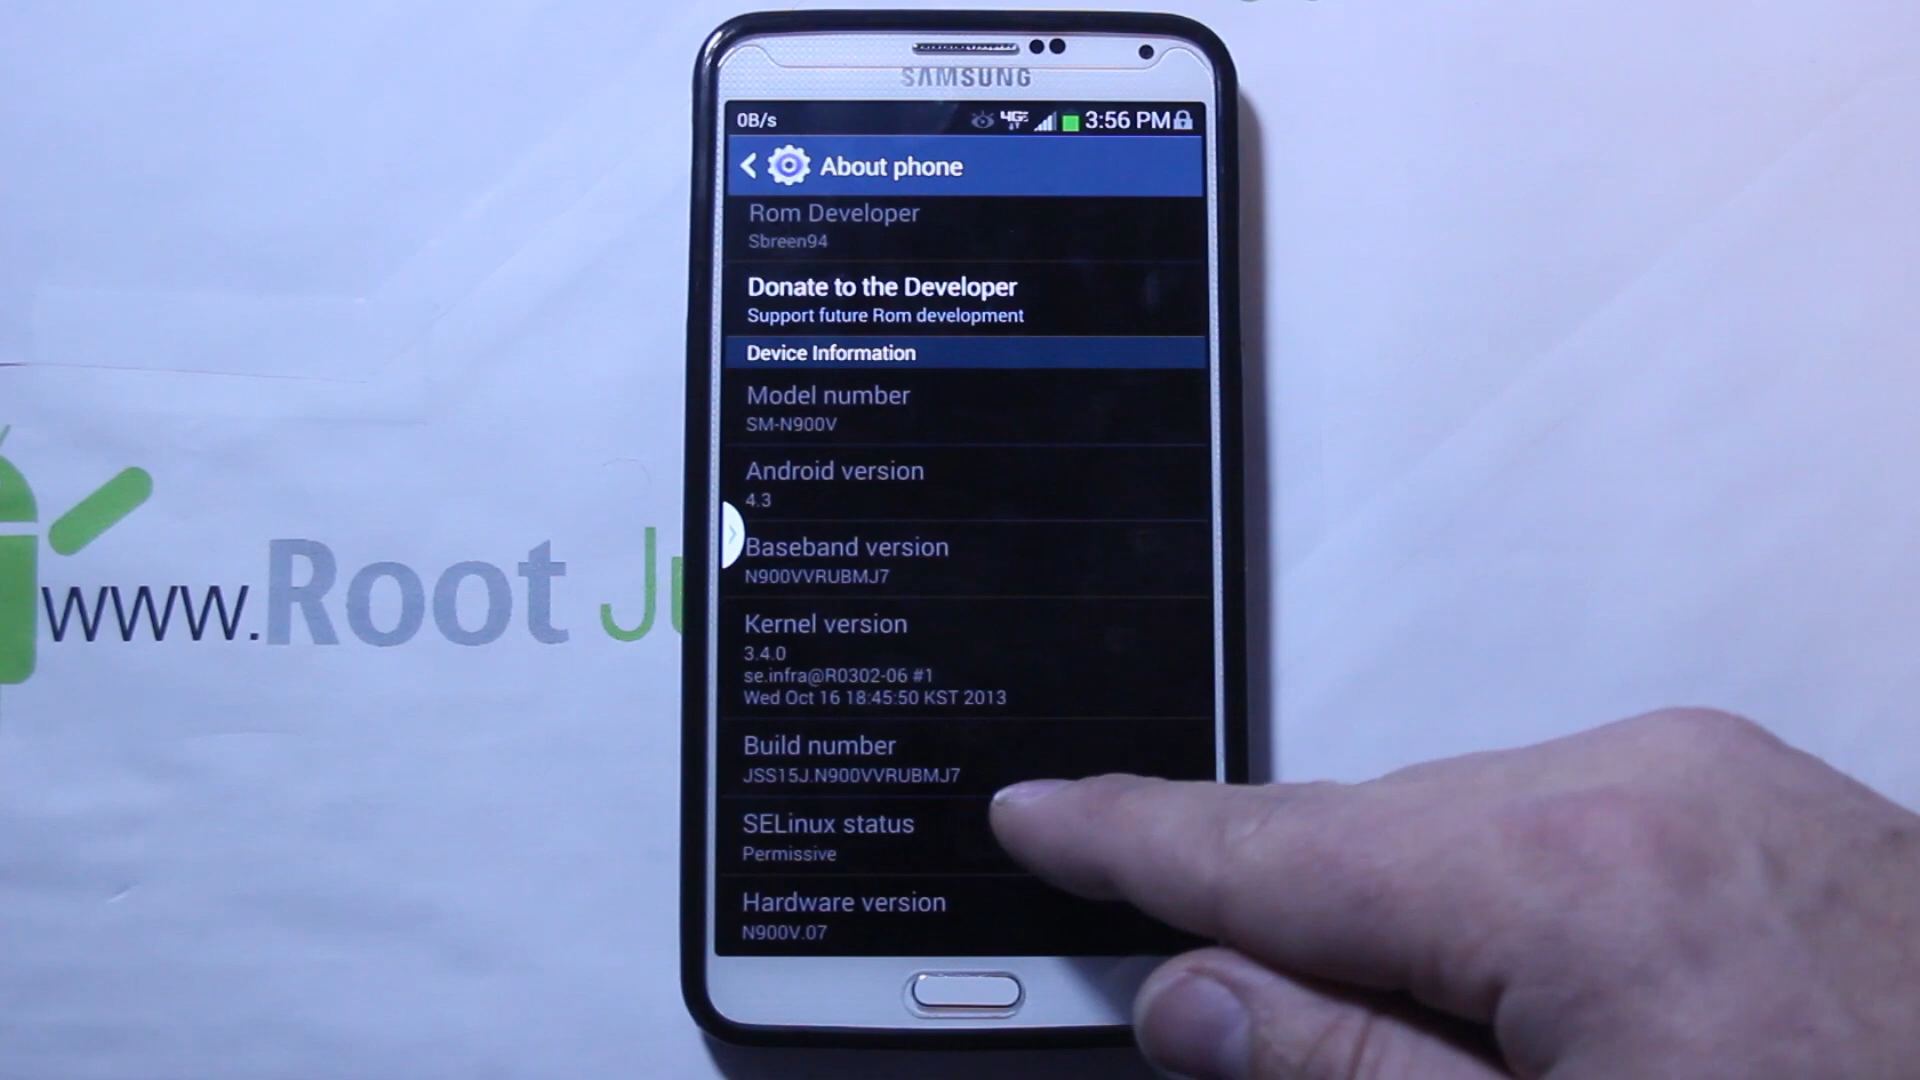 SAMSUNG
0B/s 4G 3:56 PM
About phone
Rom Developer
Sbreen94
Donate to the Developer
Support future Rom development
Device Information
Model number
SM-N900V
Android version
4.3
Baseband version
N900VVRUBMJ7
Kernel version
3.4.0
se.infra@R0302-06 #1
Wed Oct 16 18:45:50 KST 2013
Build number
JSS15J.N900VVRUBMJ7
SELinux status
Permissive
Hardware version
N900V.07
www.Root Ju